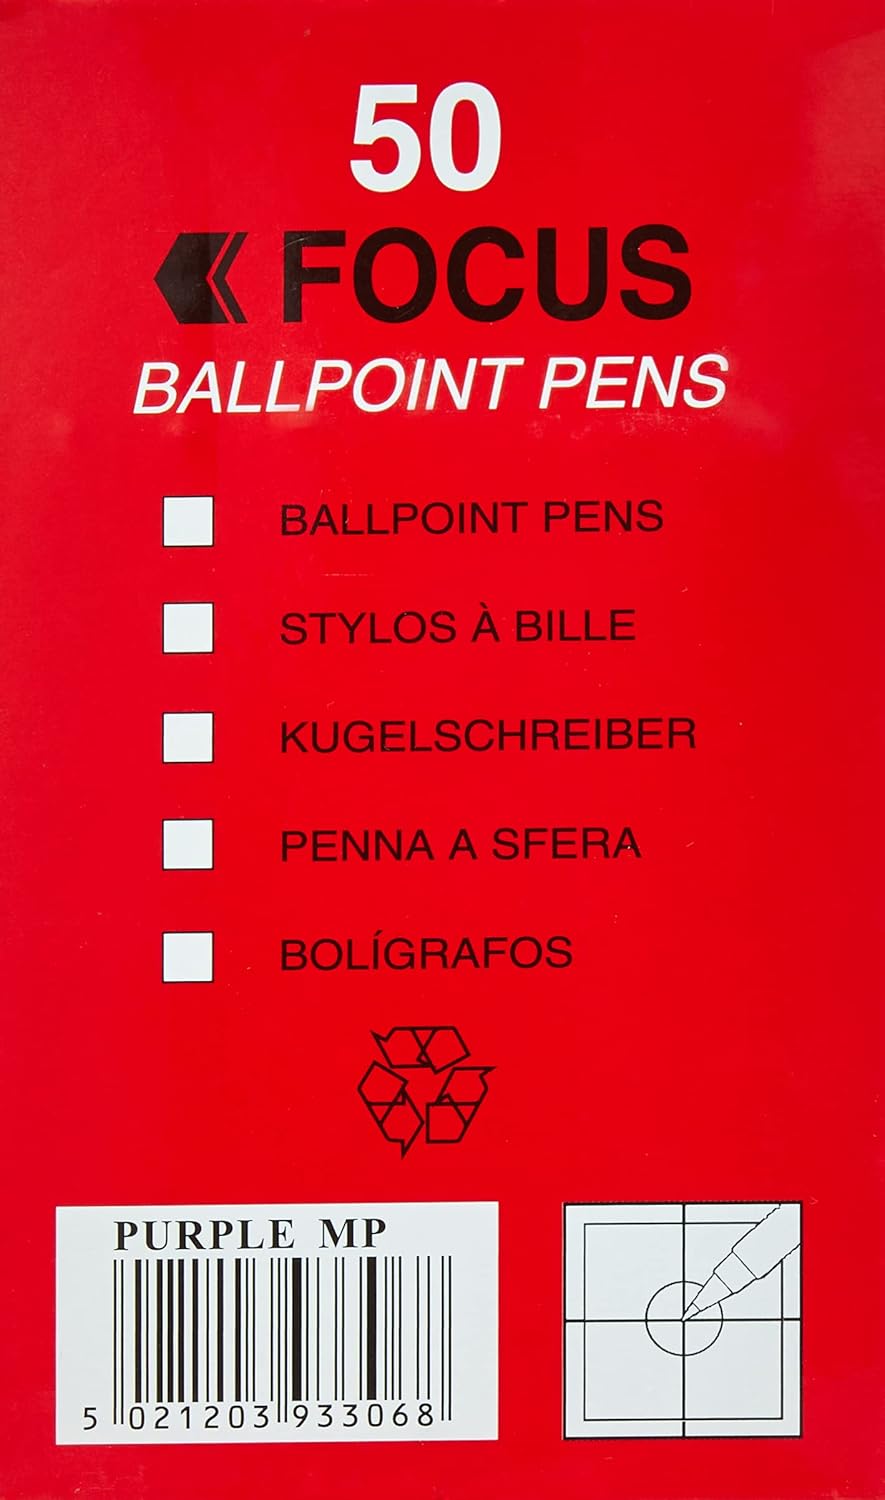 50
FOCUS
BALLPOINT PENS
BALLPOINT PENS
STYLOS À BILLE
KUGELSCHREIBER
PENNA A SFERA
BOLÍGRAFOS
PURPLE MP
5 021203 933068